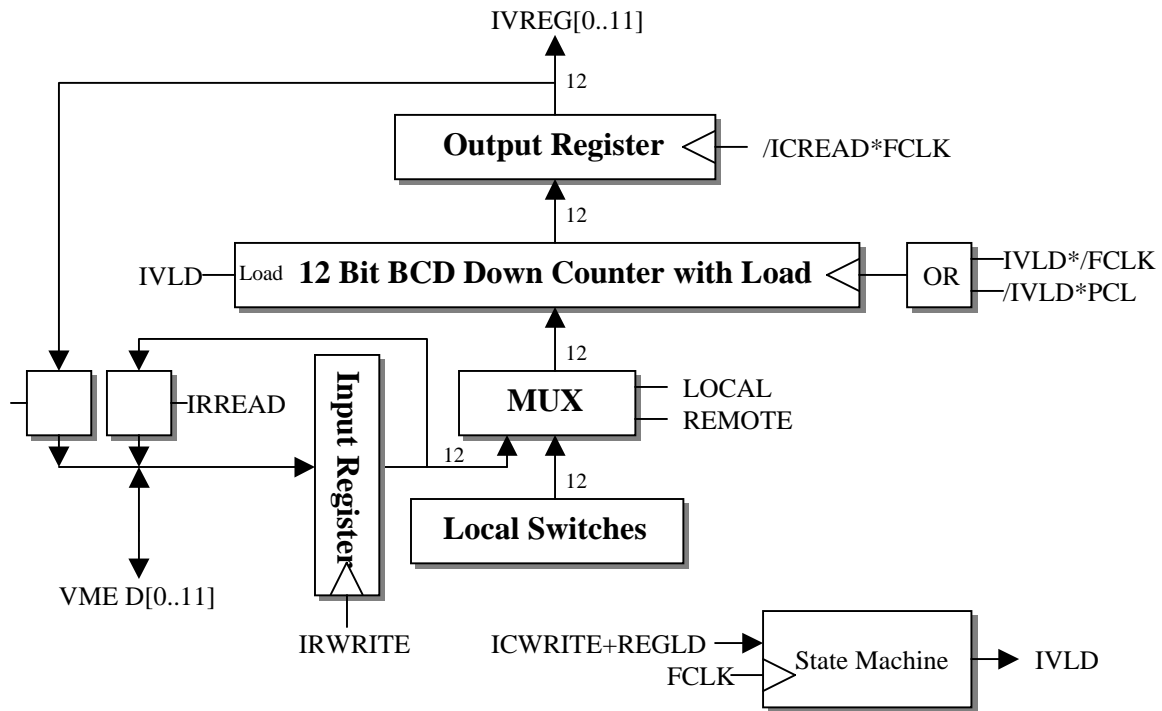 IVREG[0..11]
12
Output Register
/ICREAD*FCLK
12
IVLD
Load
12 Bit BCD Down Counter with Load
OR
IVLD*/FCLK
/IVLD*PCL
12
MUX
LOCAL
REMOTE
IRREAD
Input Register
12
12
Local Switches
VME D[0..11]
IRWRITE
ICWRITE+REGLD
FCLK
State Machine
IVLD